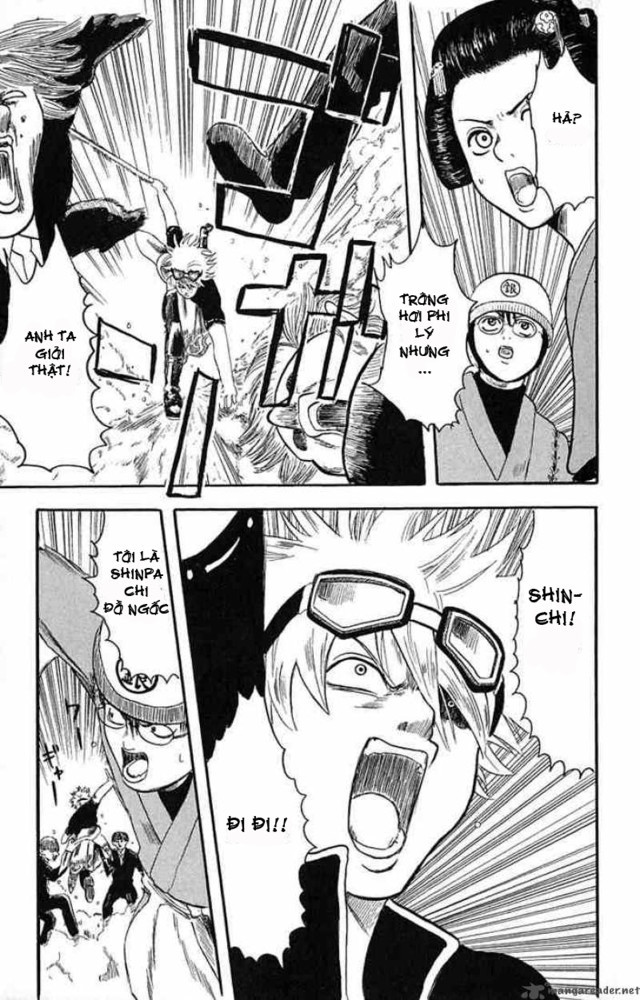 HẢ?
TRÔNG
HƠI PHI
LÝ
NHƯNG
...
ANH TA
GIỎI
THẬT!
SHIN-
CHI!
ĐI ĐI!!
TÔI LÀ
SHINPA
CHI
ĐỒ NGỐC
mangareader.net